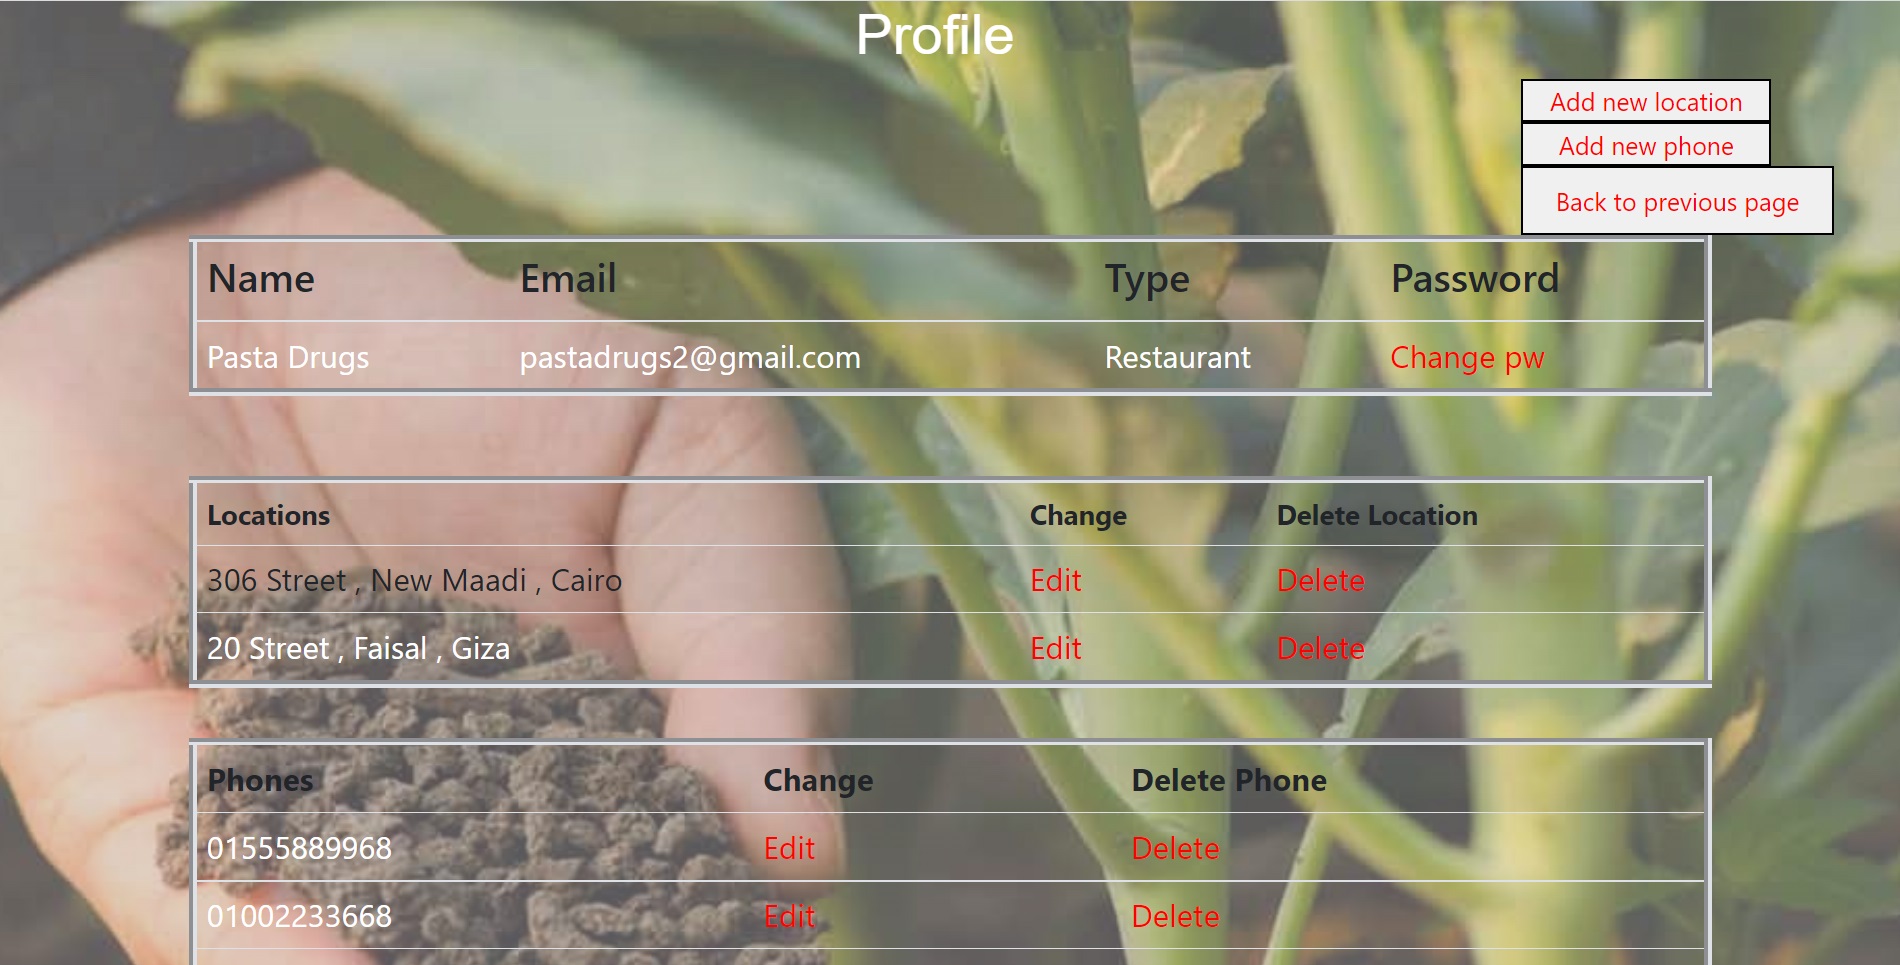 Profile
Add new location
Add new phone
Back to previous page
Name Email Type Password
Pasta Drugs pastadrugs2@gmail.com Restaurant Change pw
Locations Change Delete Location
306 Street , New Maadi , Cairo Edit Delete
20 Street , Faisal , Giza Edit Delete
Phones Change Delete Phone
01555889968 Edit Delete
01002233668 Edit Delete